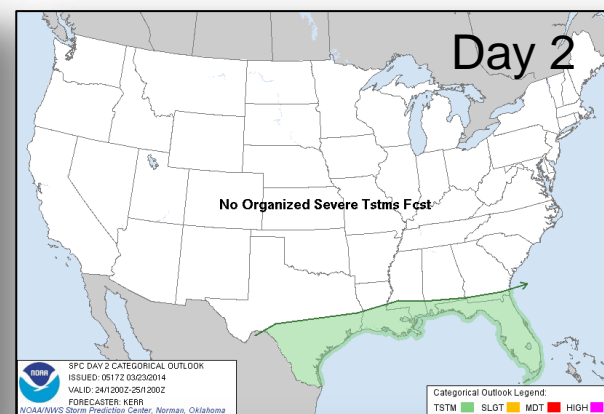 Day 2
No Organized Severe Tstms Fcst
NOAA
SPC DAY 2 CATEGORICAL OUTLOOK
ISSUED: 0517Z 03/23/2014
VALID: 24/1200Z-25/1200Z
FORECASTER: KERR
NOAA/NWS Storm Prediction Center, Norman, Oklahoma
Categorical Outlook Legend:
TSTM SLGT MDT HIGH